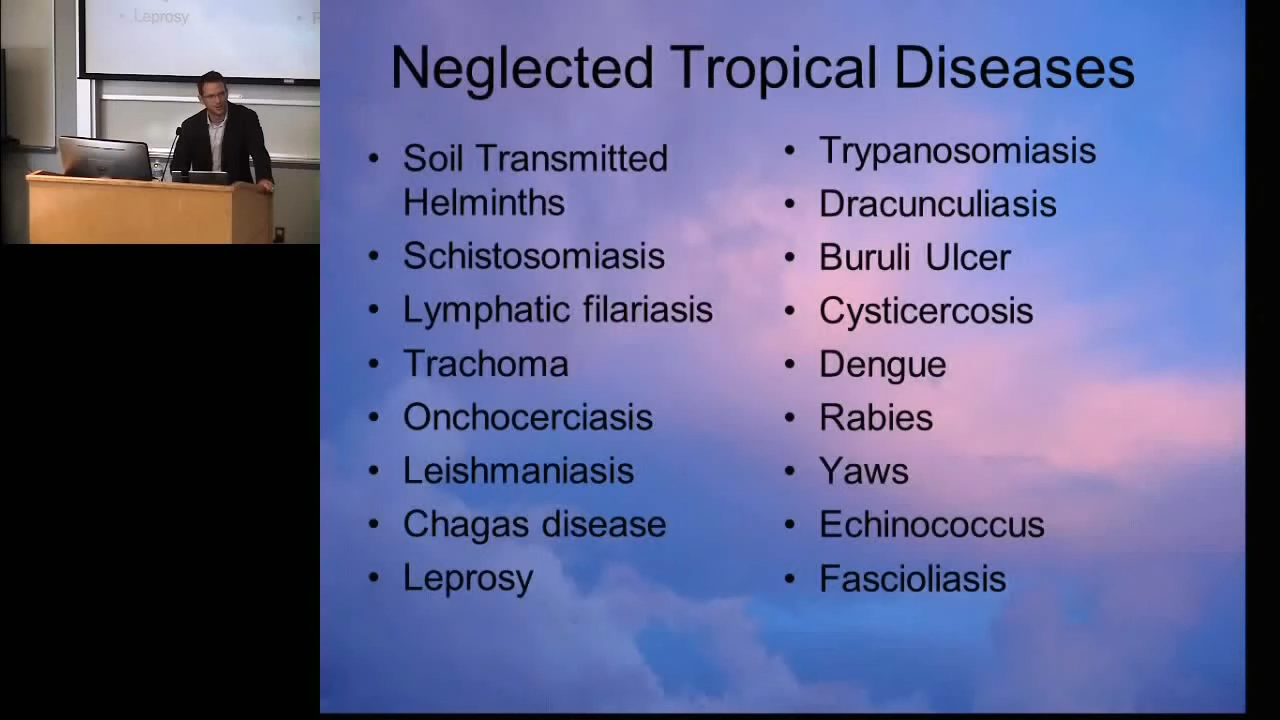 • Leprosy
Neglected Tropical Diseases
• Soil Transmitted
Helminths
• Schistosomiasis
• Lymphatic filariasis
• Trachoma
• Onchocerciasis
• Leishmaniasis
• Chagas disease
• Leprosy
• Trypanosomiasis
• Dracunculiasis
• Buruli Ulcer
• Cysticercosis
• Dengue
• Rabies
• Yaws
• Echinococcus
• Fascioliasis